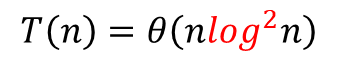 T(n) = θ(nlog²n)